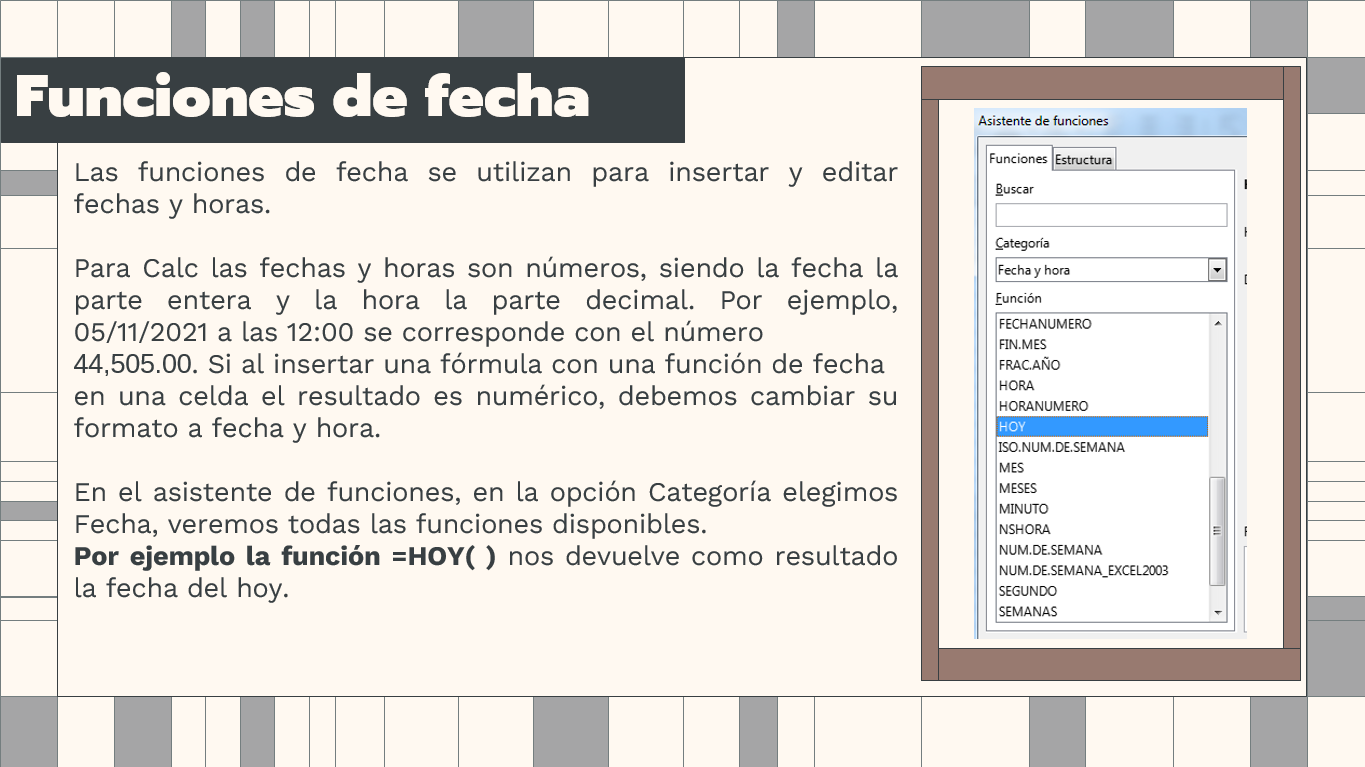 Funciones de fecha
Las funciones de fecha se utilizan para insertar y editar
fechas y horas.
Para Calc las fechas y horas son números, siendo la fecha la
parte entera y la hora la parte decimal. Por ejemplo,
05/11/2021 a las 12:00 se corresponde con el número
44,505.00. Si al insertar una fórmula con una función de fecha
en una celda el resultado es numérico, debemos cambiar su
formato a fecha y hora.
En el asistente de funciones, en la opción Categoría elegimos
Fecha, veremos todas las funciones disponibles.
Por ejemplo la función =HOY( ) nos devuelve como resultado
la fecha del hoy.
Asistente de funciones
Funciones Estructura
Buscar
Categoría
Fecha y hora
Función
FECHANUMERO
FIN.MES
FRAC.AÑO
HORA
HORANUMERO
HOY
ISO.NUM.DE.SEMANA
MES
MESES
MINUTO
NSHORA
NUM.DE.SEMANA
NUM.DE.SEMANA_EXCEL2003
SEGUNDO
SEMANAS